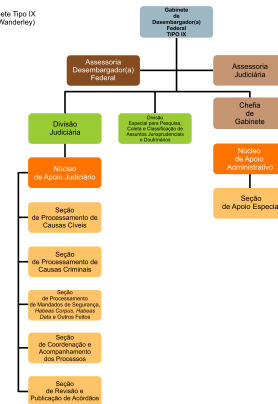 Gabinete
de
Desembargador(a)
Federal
TIPO IX
ete Tipo IX
Wanderley)
Assessoria
Desembargador(a)
Federal
Assessoria
Judiciária
Divisão
Judiciária
Divisão
Especial para Pesquisa,
Coleta e Classificação de
Assuntos Jurisprudenciais
e Doutrinários
Chefia
de
Gabinete
Núcleo
de Apoio Judiciário
Núcleo
de Apoio
Administrativo
Seção
de Apoio Especia
Seção
de Processamento de
Causas Cíveis
Seção
de Processamento de
Causas Criminais
Seção
de Processamento
de Mandados de Segurança,
Habeas Corpus, Habeas
Data e Outros Feitos
Seção
de Coordenação e
Acompanhamento
dos Processos
Seção
de Revisão e
Publicação de Acórdãos